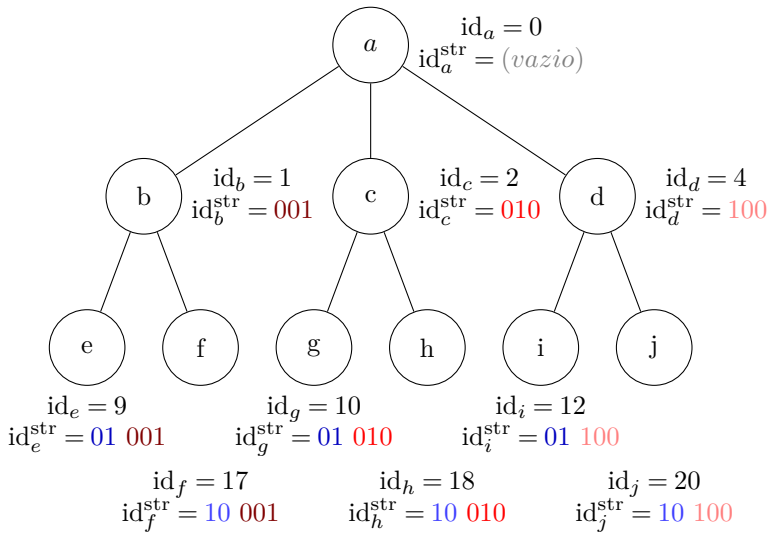 a
id_a = 0
id_a^str = (vazio)
b
id_b = 1
id_b^str = 001
c
id_c = 2
id_c^str = 010
d
id_d = 4
id_d^str = 100
e
f
g
h
i
j
id_e = 9
id_e^str = 01 001
id_g = 10
id_g^str = 01 010
id_i = 12
id_i^str = 01 100
id_f = 17
id_f^str = 10 001
id_h = 18
id_h^str = 10 010
id_j = 20
id_j^str = 10 100